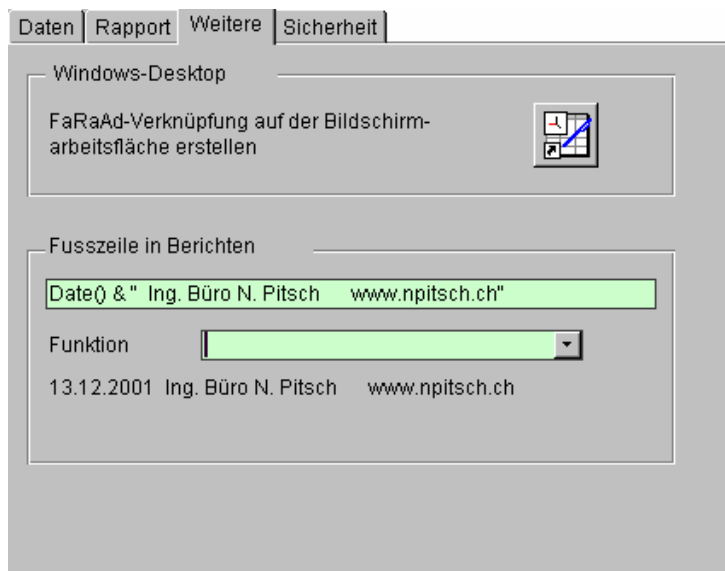 Daten Rapport Weitere Sicherheit
Windows-Desktop
FaRaAd-Verknüpfung auf der Bildschirm-
arbeitsfläche erstellen
Fusszeile in Berichten
Date() &"  Ing. Büro N. Pitsch     www.npitsch.ch"
Funktion
13.12.2001  Ing. Büro N. Pitsch     www.npitsch.ch